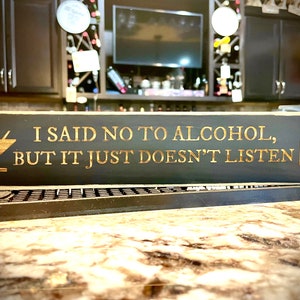 I SAID NO TO ALCOHOL,
BUT IT JUST DOESN'T LISTEN